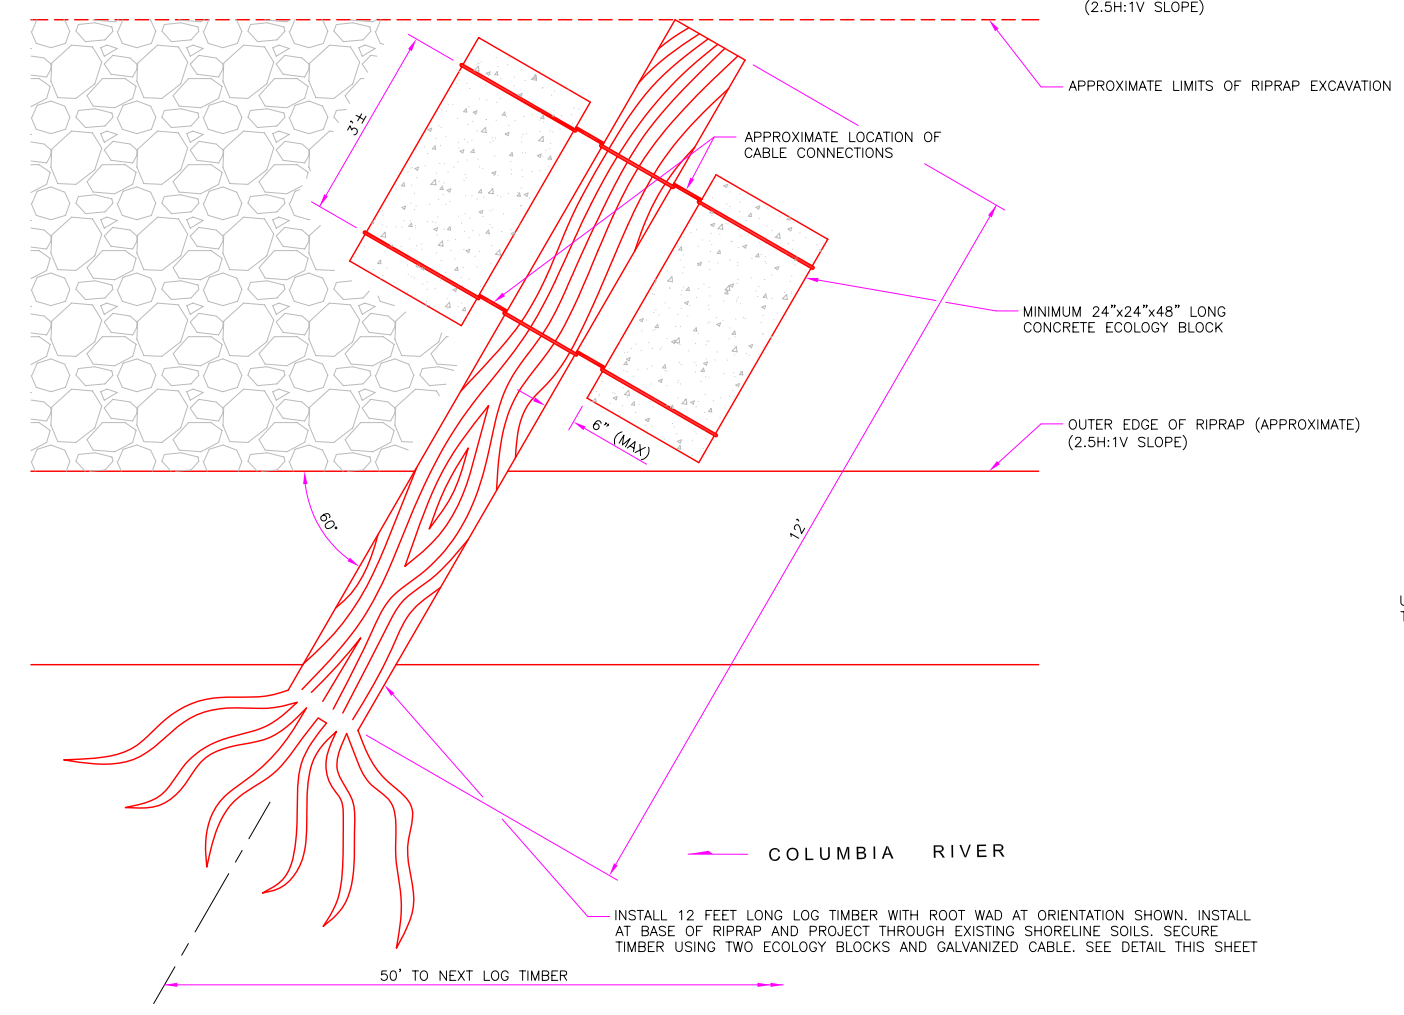 (2.5H:1V SLOPE)
APPROXIMATE LIMITS OF RIPRAP EXCAVATION
3'±
APPROXIMATE LOCATION OF
CABLE CONNECTIONS
MINIMUM 24"x24"x48" LONG
CONCRETE ECOLOGY BLOCK
OUTER EDGE OF RIPRAP (APPROXIMATE)
(2.5H:1V SLOPE)
6" (MAX)
60°
12'
COLUMBIA RIVER
INSTALL 12 FEET LONG LOG TIMBER WITH ROOT WAD AT ORIENTATION SHOWN. INSTALL
AT BASE OF RIPRAP AND PROJECT THROUGH EXISTING SHORELINE SOILS. SECURE
TIMBER USING TWO ECOLOGY BLOCKS AND GALVANIZED CABLE. SEE DETAIL THIS SHEET
50' TO NEXT LOG TIMBER